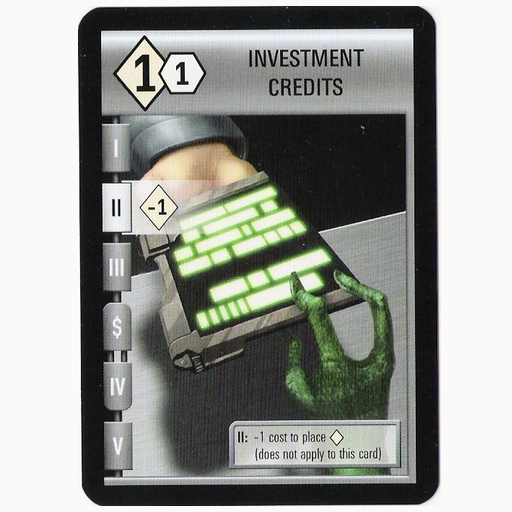 1 1
INVESTMENT
CREDITS
I
II
-1
III
$
IV
V
II: -1 cost to place
(does not apply to this card)